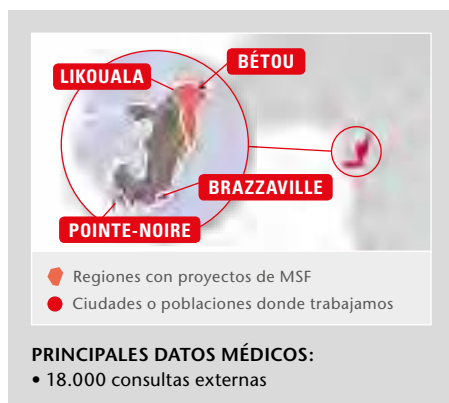 BÉTOU
LIKOUALA
BRAZZAVILLE
POINTE-NOIRE
Regiones con proyectos de MSF
Ciudades o poblaciones donde trabajamos
PRINCIPALES DATOS MÉDICOS:
• 18.000 consultas externas